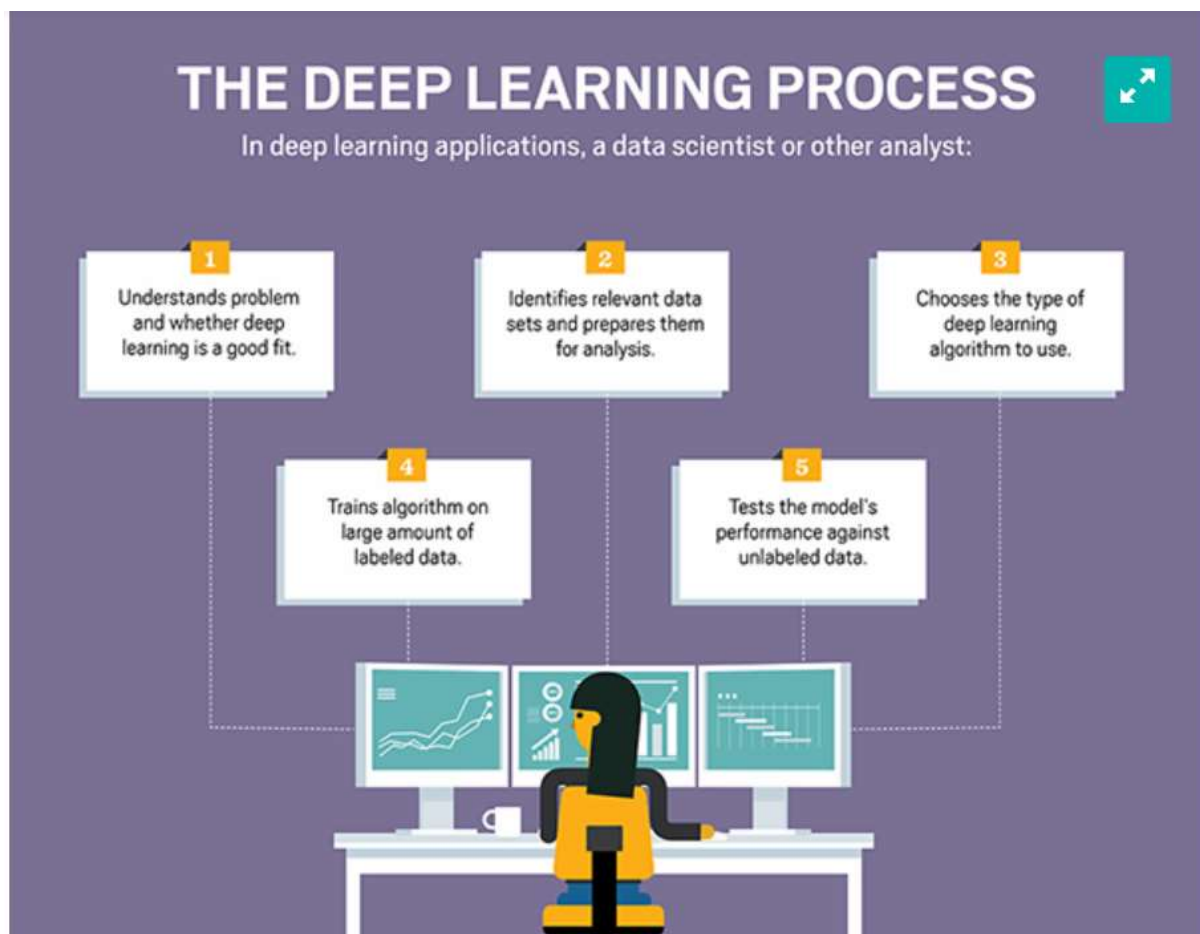 THE DEEP LEARNING PROCESS
In deep learning applications, a data scientist or other analyst:
1
Understands problem
and whether deep
learning is a good fit.
2
Identifies relevant data
sets and prepares them
for analysis.
3
Chooses the type of
deep learning
algorithm to use.
4
Trains algorithm on
large amount of
labeled data.
5
Tests the model's
performance against
unlabeled data.